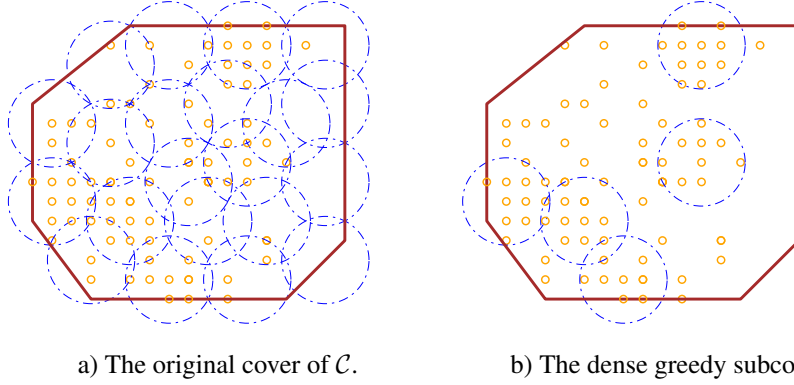 a) The original cover of 𝒞.
b) The dense greedy subco